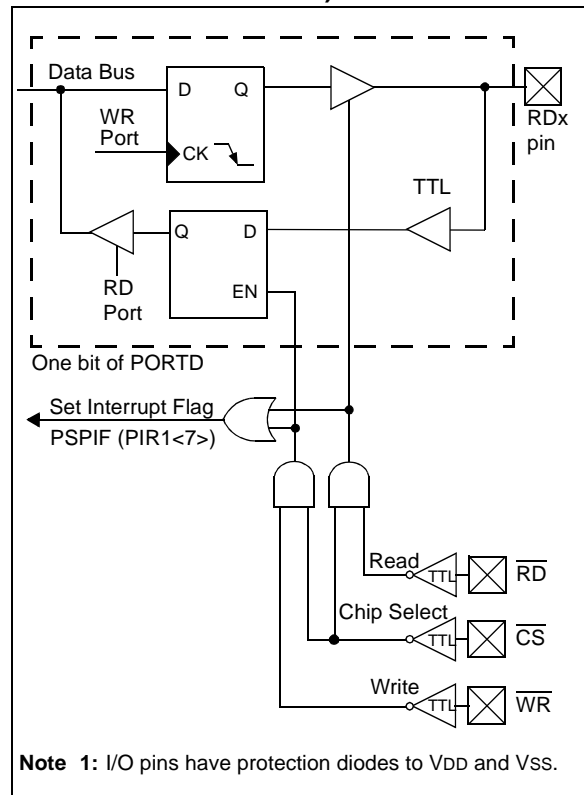 Data Bus
D Q
WR
Port
CK
RDx
pin
TTL
Q D
RD
Port
EN
One bit of PORTD
Set Interrupt Flag
PSPIF (PIR1<7>)
Read
TTL
RD
Chip Select
TTL
CS
Write
TTL
WR
Note 1: I/O pins have protection diodes to VDD and VSS.